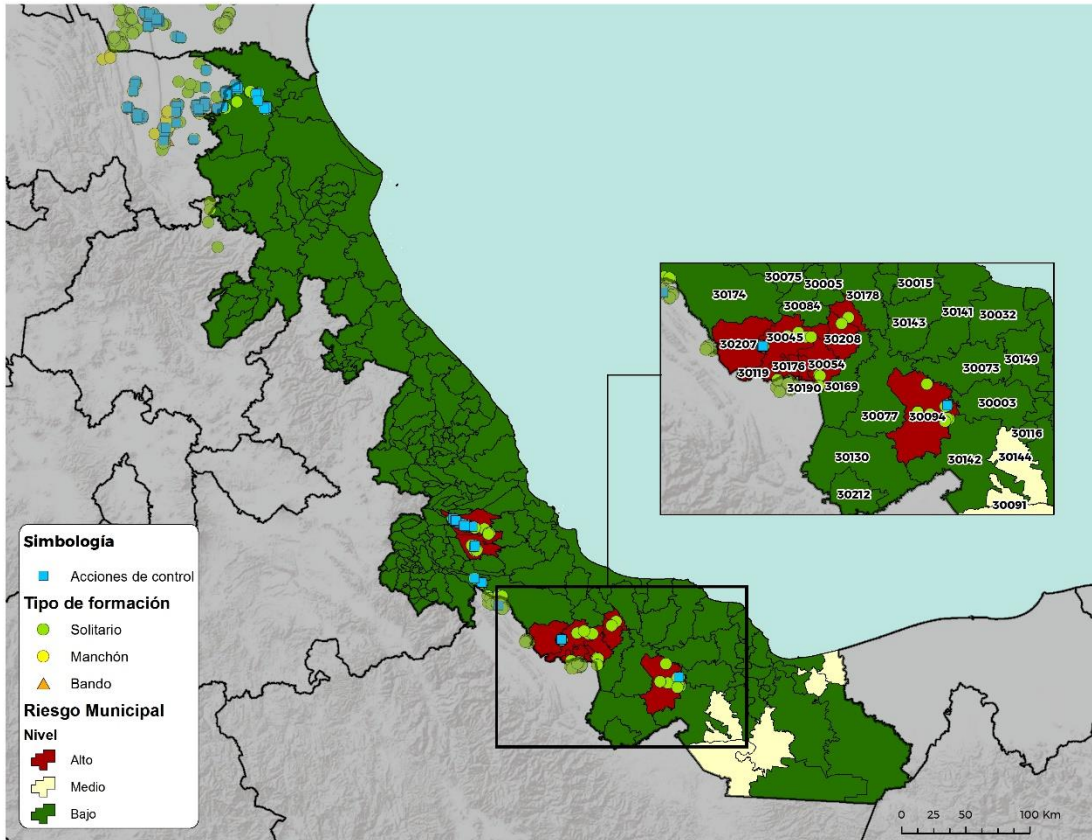 30075
30005
30015
30174
30178
30084
30141
30032
30143
30045
30207
30208
30149
30176
30054
30119
30073
30190
30169
30003
30077
30094
30116
30130
30142
30144
30212
30091
Simbología
Acciones de control
Tipo de formación
Solitario
Manchón
Bando
Riesgo Municipal
Nivel
Alto
Medio
Bajo
0 25 50 100 Km